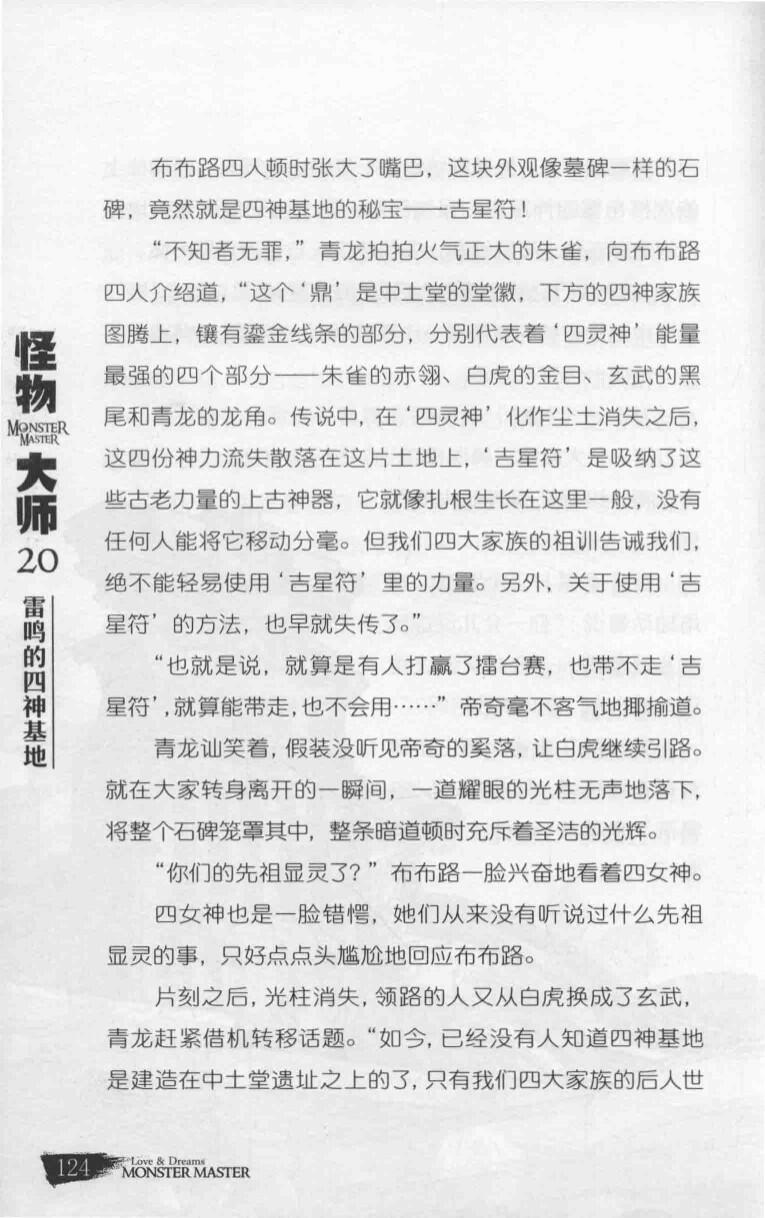 布布路四人顿时张大了嘴巴，这块外观像墓碑一样的石
碑，竟然就是四神基地的秘宝——吉星符！
“不知者无罪，”青龙拍拍火气正大的朱雀，向布布路
四人介绍道，“这个‘鼎’是中土堂的堂徽，下方的四神家族
图腾上，镶有鎏金线条的部分，分别代表着‘四灵神’能量
最强的四个部分——朱雀的赤翎、白虎的金目、玄武的黑
尾和青龙的龙角。传说中，在‘四灵神’化作尘土消失之后，
这四份神力流失散落在这片土地上，‘吉星符’是吸纳了这
些古老力量的上古神器，它就像扎根生长在这里一般，没有
任何人能将它移动分毫。但我们四大家族的祖训告诫我们，
绝不能轻易使用‘吉星符’里的力量。另外，关于使用‘吉
星符’的方法，也早就失传了。”
“也就是说，就算是有人打赢了擂台赛，也带不走‘吉
星符’，就算能带走，也不会用……”帝奇毫不客气地揶揄道。
青龙讪笑着，假装没听见帝奇的奚落，让白虎继续引路。
就在大家转身离开的一瞬间，一道耀眼的光柱无声地落下，
将整个石碑笼罩其中，整条暗道顿时充斥着圣洁的光辉。
“你们的先祖显灵了？”布布路一脸兴奋地看着四女神。
四女神也是一脸错愕，她们从来没有听说过什么先祖
显灵的事，只好点点头尴尬地回应布布路。
片刻之后，光柱消失，领路的人又从白虎换成了玄武，
青龙赶紧借机转移话题。“如今，已经没有人知道四神基地
是建造在中土堂遗址之上的了，只有我们四大家族的后人世
怪物
MONSTER
MASTER
大师
20
雷鸣的四神基地
124
Love & Dreams
MONSTER MASTER